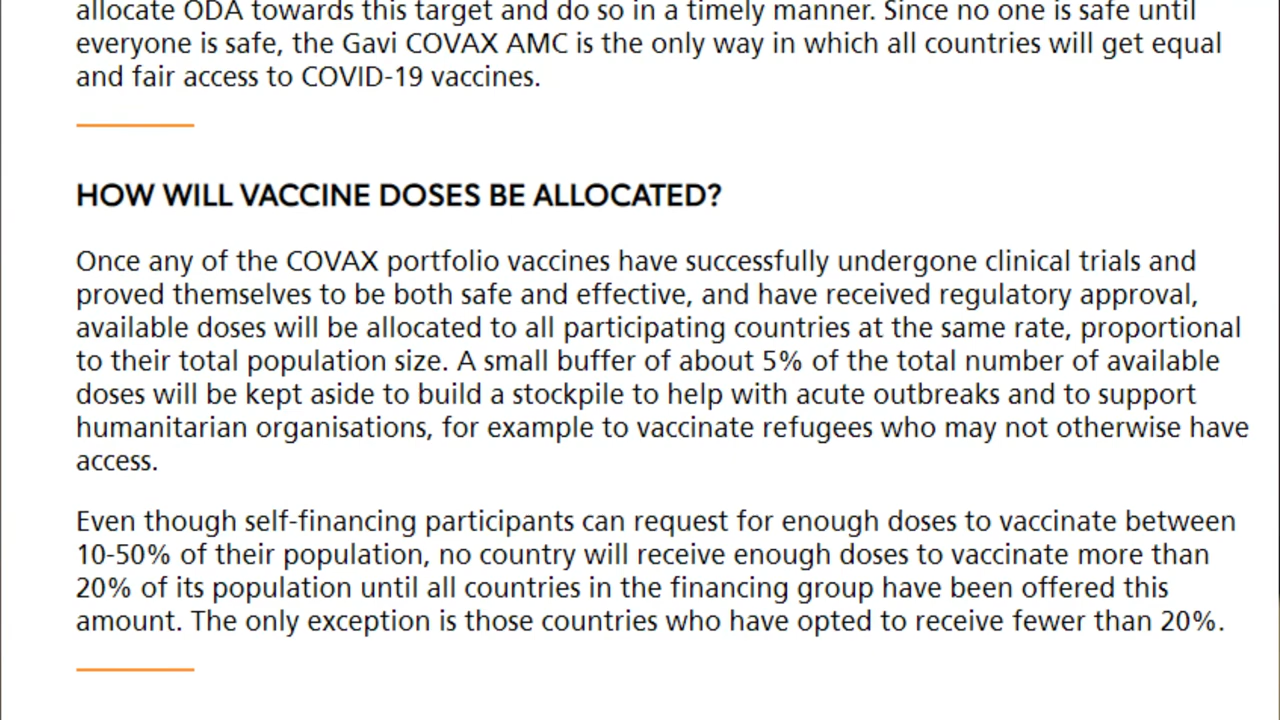 allocate ODA towards this target and do so in a timely manner. Since no one is safe until
everyone is safe, the Gavi COVAX AMC is the only way in which all countries will get equal
and fair access to COVID-19 vaccines.
HOW WILL VACCINE DOSES BE ALLOCATED?
Once any of the COVAX portfolio vaccines have successfully undergone clinical trials and
proved themselves to be both safe and effective, and have received regulatory approval,
available doses will be allocated to all participating countries at the same rate, proportional
to their total population size. A small buffer of about 5% of the total number of available
doses will be kept aside to build a stockpile to help with acute outbreaks and to support
humanitarian organisations, for example to vaccinate refugees who may not otherwise have
access.
Even though self-financing participants can request for enough doses to vaccinate between
10-50% of their population, no country will receive enough doses to vaccinate more than
20% of its population until all countries in the financing group have been offered this
amount. The only exception is those countries who have opted to receive fewer than 20%.